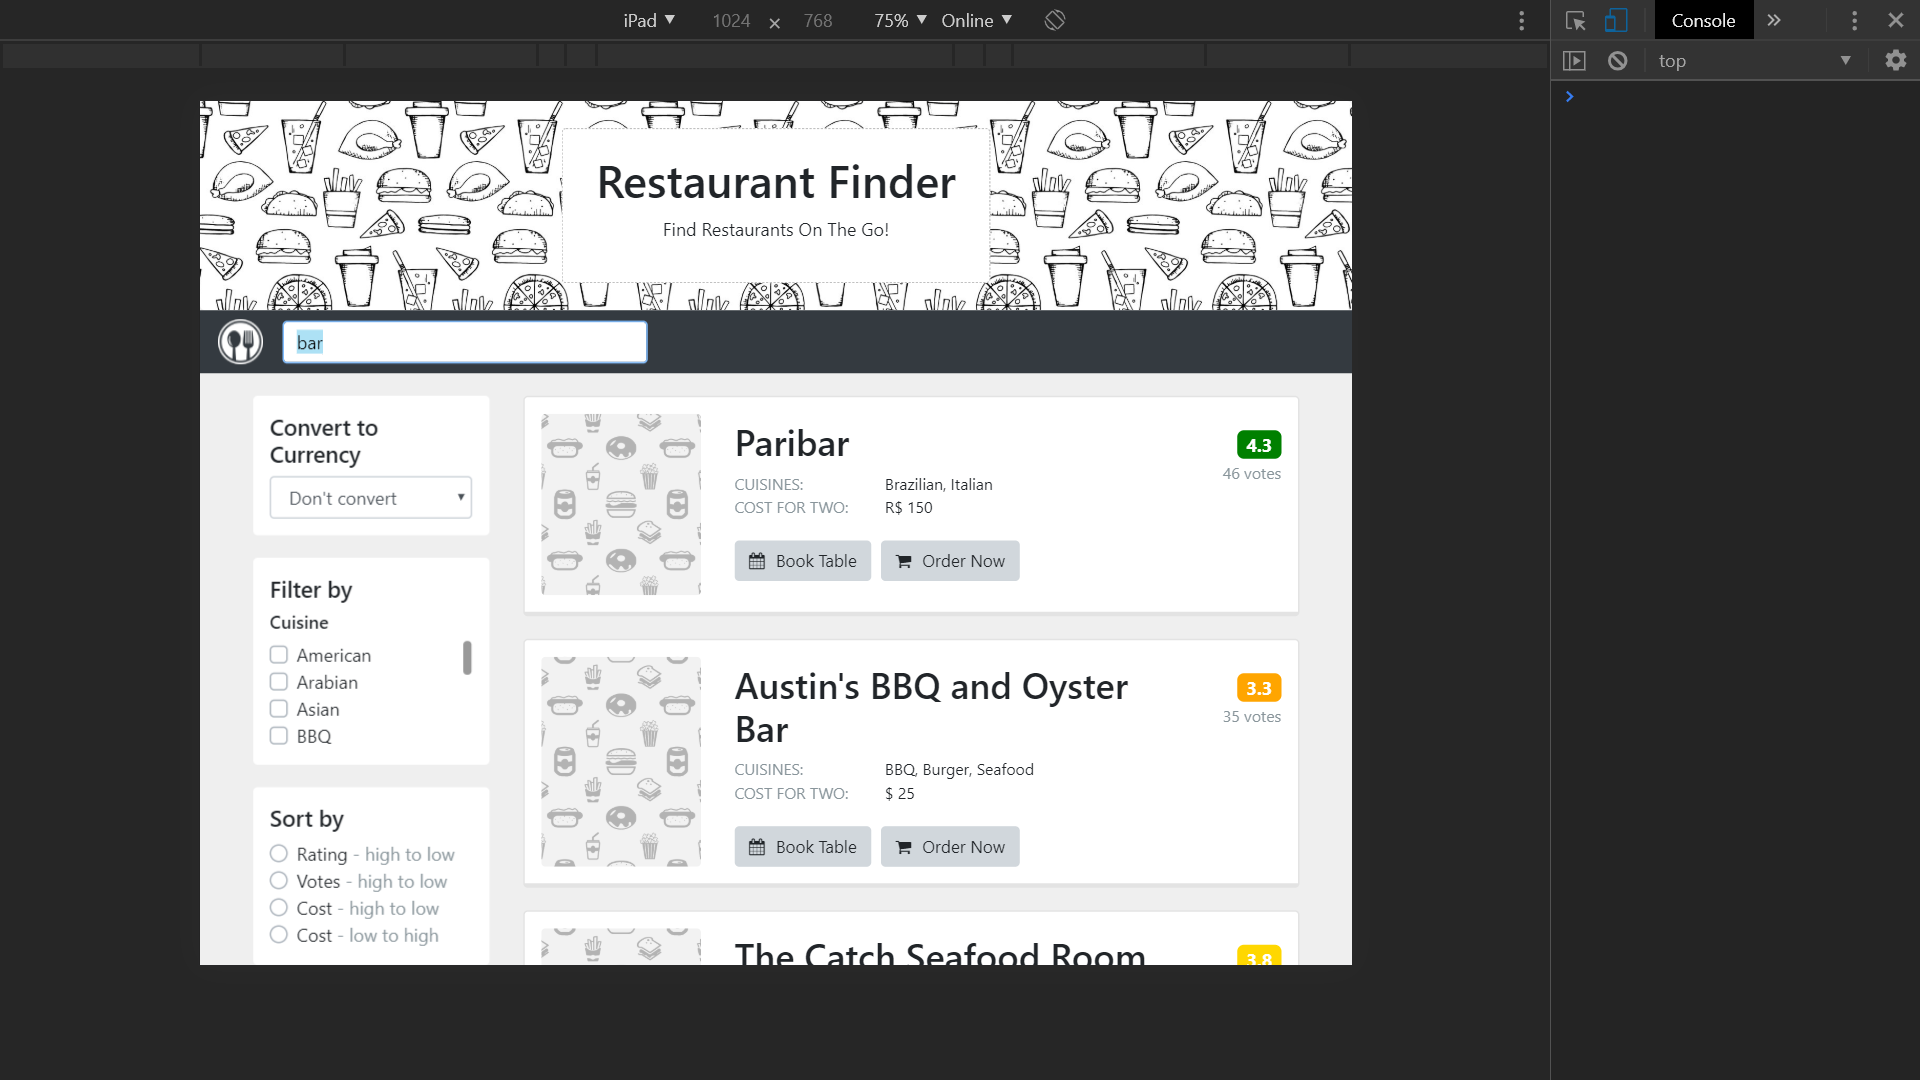 iPad ▼ 1024 × 768 75% ▼ Online ▼
Console
top
Restaurant Finder
Find Restaurants On The Go!
bar
Convert to
Currency
Don't convert
Filter by
Cuisine
American
Arabian
Asian
BBQ
Sort by
Rating - high to low
Votes - high to low
Cost - high to low
Cost - low to high
Paribar
4.3
46 votes
CUISINES: Brazilian, Italian
COST FOR TWO: R$ 150
Book Table Order Now
Austin's BBQ and Oyster
Bar
3.3
35 votes
CUISINES: BBQ, Burger, Seafood
COST FOR TWO: $ 25
Book Table Order Now
The Catch Seafood Room
3.8